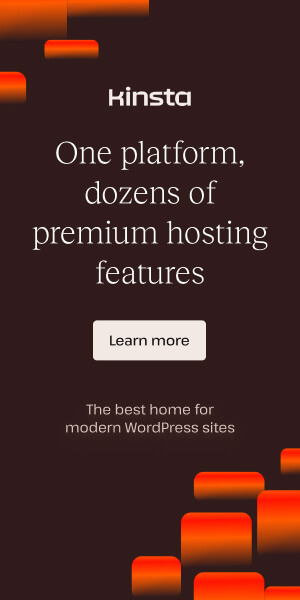 kinsta
One platform,
dozens of
premium hosting
features
Learn more
The best home for
modern WordPress sites